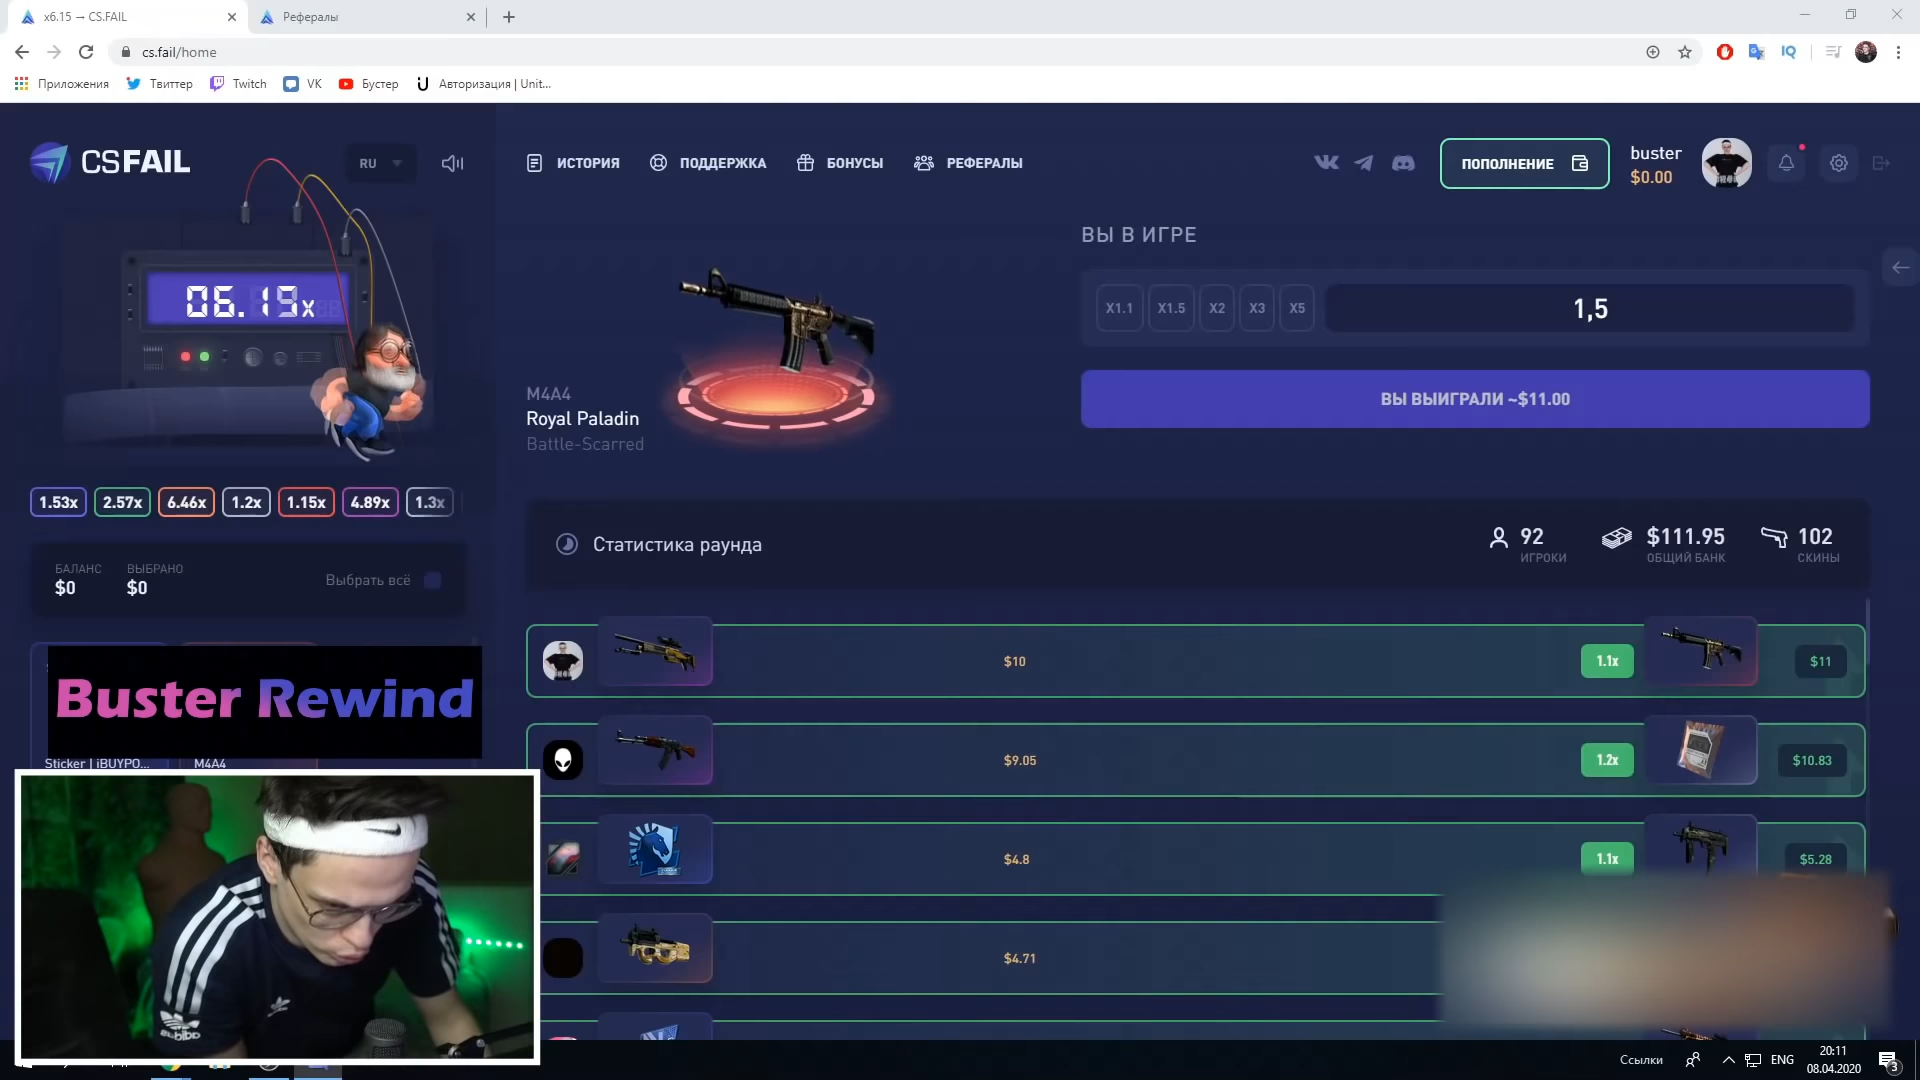 x6.15 → CS.FAIL
Рефералы
cs.fail/home
Приложения
Твиттер
Twitch
VK
Бустер
Авторизация | Unit...
CSFAIL
RU
ИСТОРИЯ
ПОДДЕРЖКА
БОНУСЫ
РЕФЕРАЛЫ
ПОПОЛНЕНИЕ
buster
$0.00
06.19x
ВЫ В ИГРЕ
X1.1
X1.5
X2
X3
X5
1,5
ВЫ ВЫИГРАЛИ ~$11.00
M4A4
Royal Paladin
Battle-Scarred
1.53x
2.57x
6.46x
1.2x
1.15x
4.89x
1.3x
Статистика раунда
92
ИГРОКИ
$111.95
ОБЩИЙ БАНК
102
СКИНЫ
БАЛАНС
$0
ВЫБРАНО
$0
Выбрать всё
$10
1.1x
$11
Buster Rewind
Sticker | iBUYPO...
M4A4
$9.05
1.2x
$10.83
$4.8
1.1x
$5.28
$4.71
adidas
Ссылки
ENG
20:11
08.04.2020
3